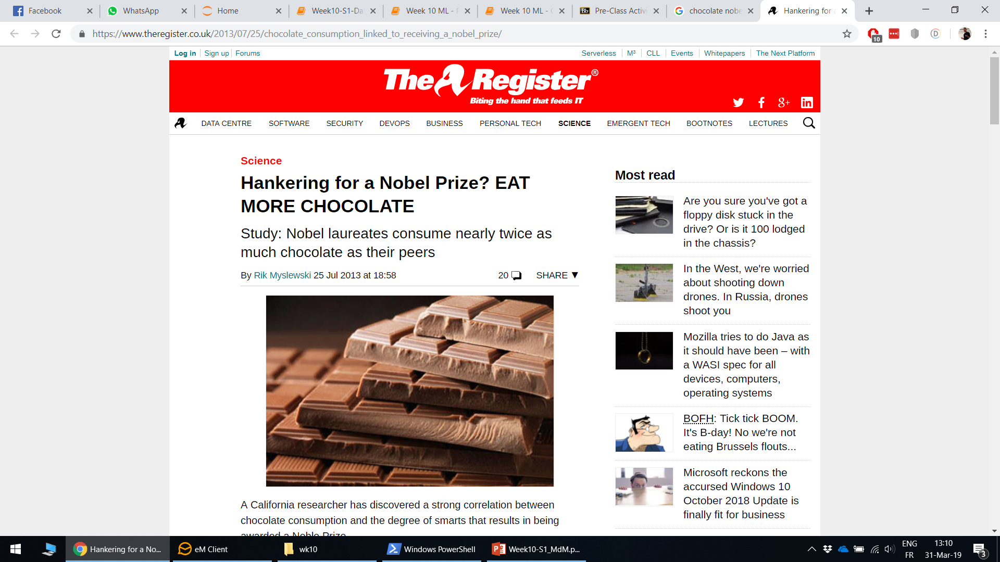 Facebook
WhatsApp
Home
Week10-S1-Da
Week 10 ML -
Week 10 ML -
Pre-Class Activi
chocolate nobe
Hankering for
https://www.theregister.co.uk/2013/07/25/chocolate_consumption_linked_to_receiving_a_nobel_prize/
10
Log in Sign up Forums
Serverless M³ CLL Events Whitepapers The Next Platform
The Register®
Biting the hand that feeds IT
DATA CENTRE SOFTWARE SECURITY DEVOPS BUSINESS PERSONAL TECH SCIENCE EMERGENT TECH BOOTNOTES LECTURES
Science
Hankering for a Nobel Prize? EAT
MORE CHOCOLATE
Study: Nobel laureates consume nearly twice as
much chocolate as their peers
By Rik Myslewski 25 Jul 2013 at 18:58
20
SHARE ▼
A California researcher has discovered a strong correlation between
chocolate consumption and the degree of smarts that results in being
awarded a Noble Prize
Most read
Are you sure you've got a
floppy disk stuck in the
drive? Or is it 100 lodged
in the chassis?
In the West, we're worried
about shooting down
drones. In Russia, drones
shoot you
Mozilla tries to do Java as
it should have been – with
a WASI spec for all
devices, computers,
operating systems
BOFH: Tick tick BOOM.
It's B-day! No we're not
eating Brussels flouts...
Microsoft reckons the
accursed Windows 10
October 2018 Update is
finally fit for business
Hankering for a No...
eM Client
wk10
Windows PowerShell
Week10-S1_MdM.p...
ENG
FR
13:10
31-Mar-19
3